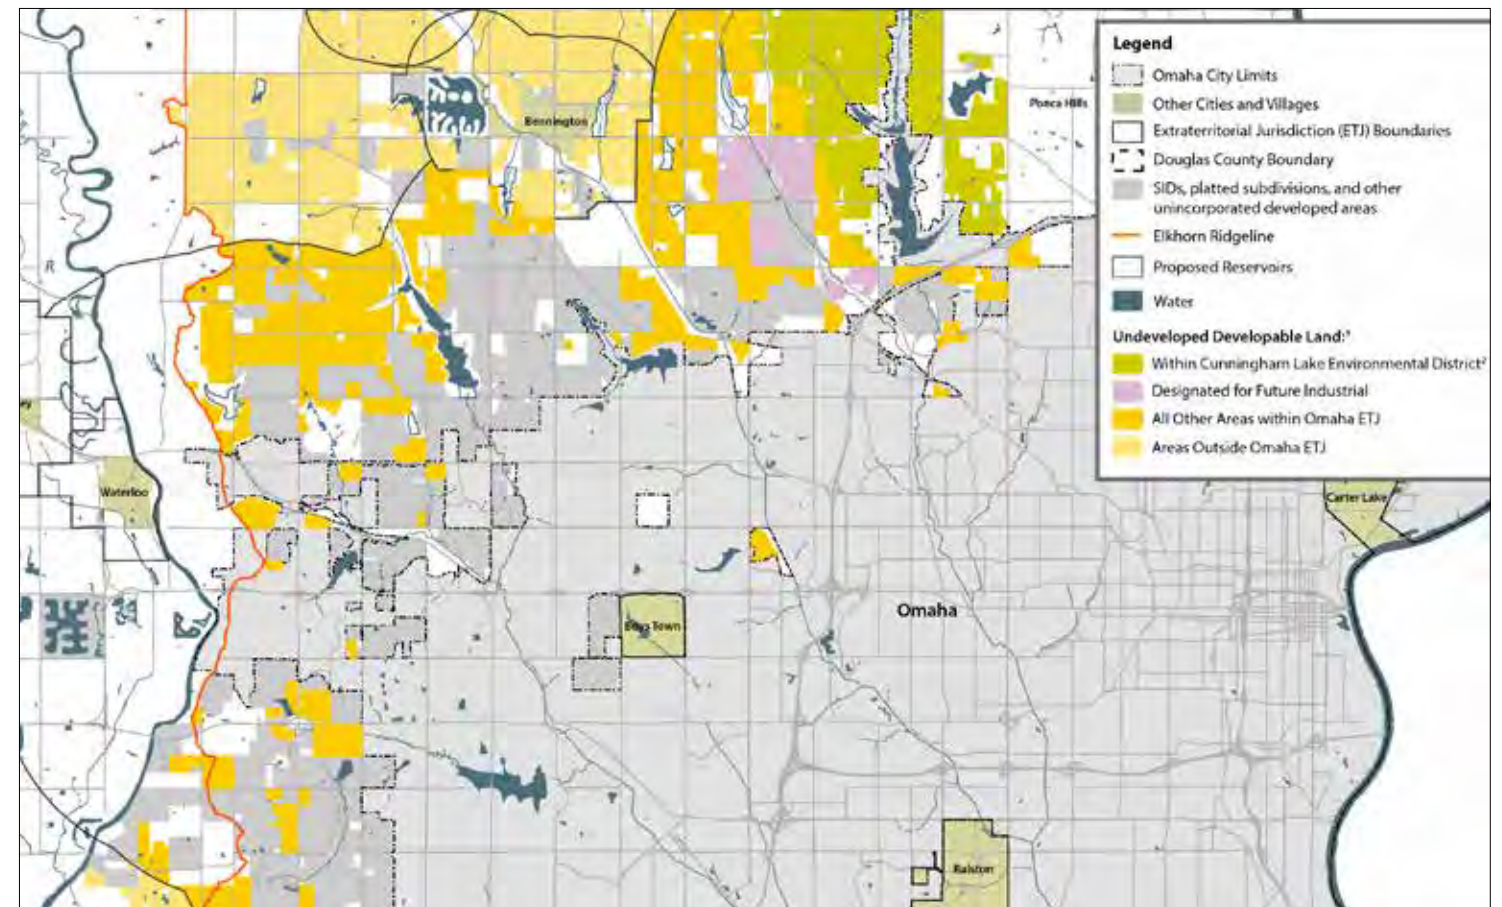 Legend
Omaha City Limits
Other Cities and Villages
Extraterritorial Jurisdiction (ETJ) Boundaries
Douglas County Boundary
SIDs, platted subdivisions, and other
unincorporated developed areas
Elkhorn Ridgeline
Proposed Reservoirs
Water
Undeveloped Developable Land:¹
Within Cunningham Lake Environmental District²
Designated for Future Industrial
All Other Areas within Omaha ETJ
Areas Outside Omaha ETJ
Ponca Hills
Bennington
Waterloo
Carter Lake
Omaha
Boys Town
Ralston